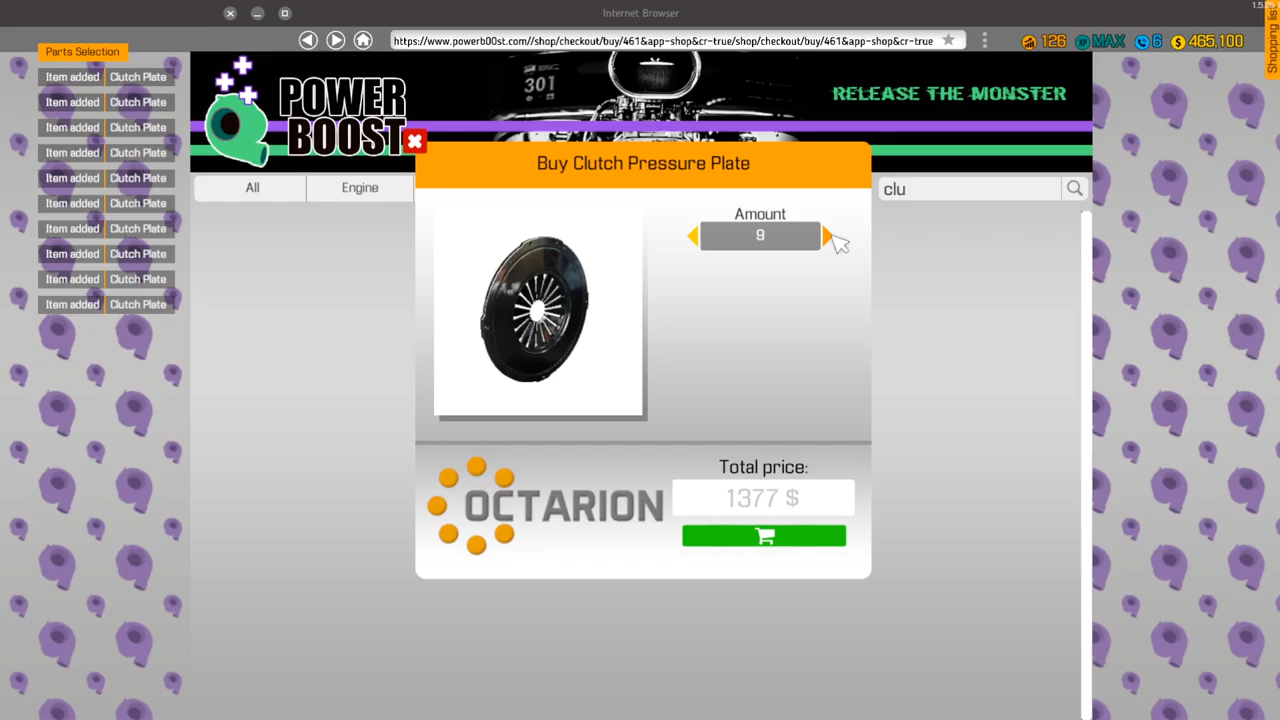 Internet Browser
1.5.
https://www.powerb00st.com//shop/checkout/buy/461&app-shop&cr-true/shop/checkout/buy/461&app-shop&cr-true
126
XP MAX
6
$ 465,100
Shopping list
Parts Selection
Item added Clutch Plate
Item added Clutch Plate
Item added Clutch Plate
Item added Clutch Plate
Item added Clutch Plate
Item added Clutch Plate
Item added Clutch Plate
Item added Clutch Plate
Item added Clutch Plate
Item added Clutch Plate
POWER
BOOST
301
RELEASE THE MONSTER
All
Engine
clu
Buy Clutch Pressure Plate
Amount
9
OCTARION
Total price:
1377 $